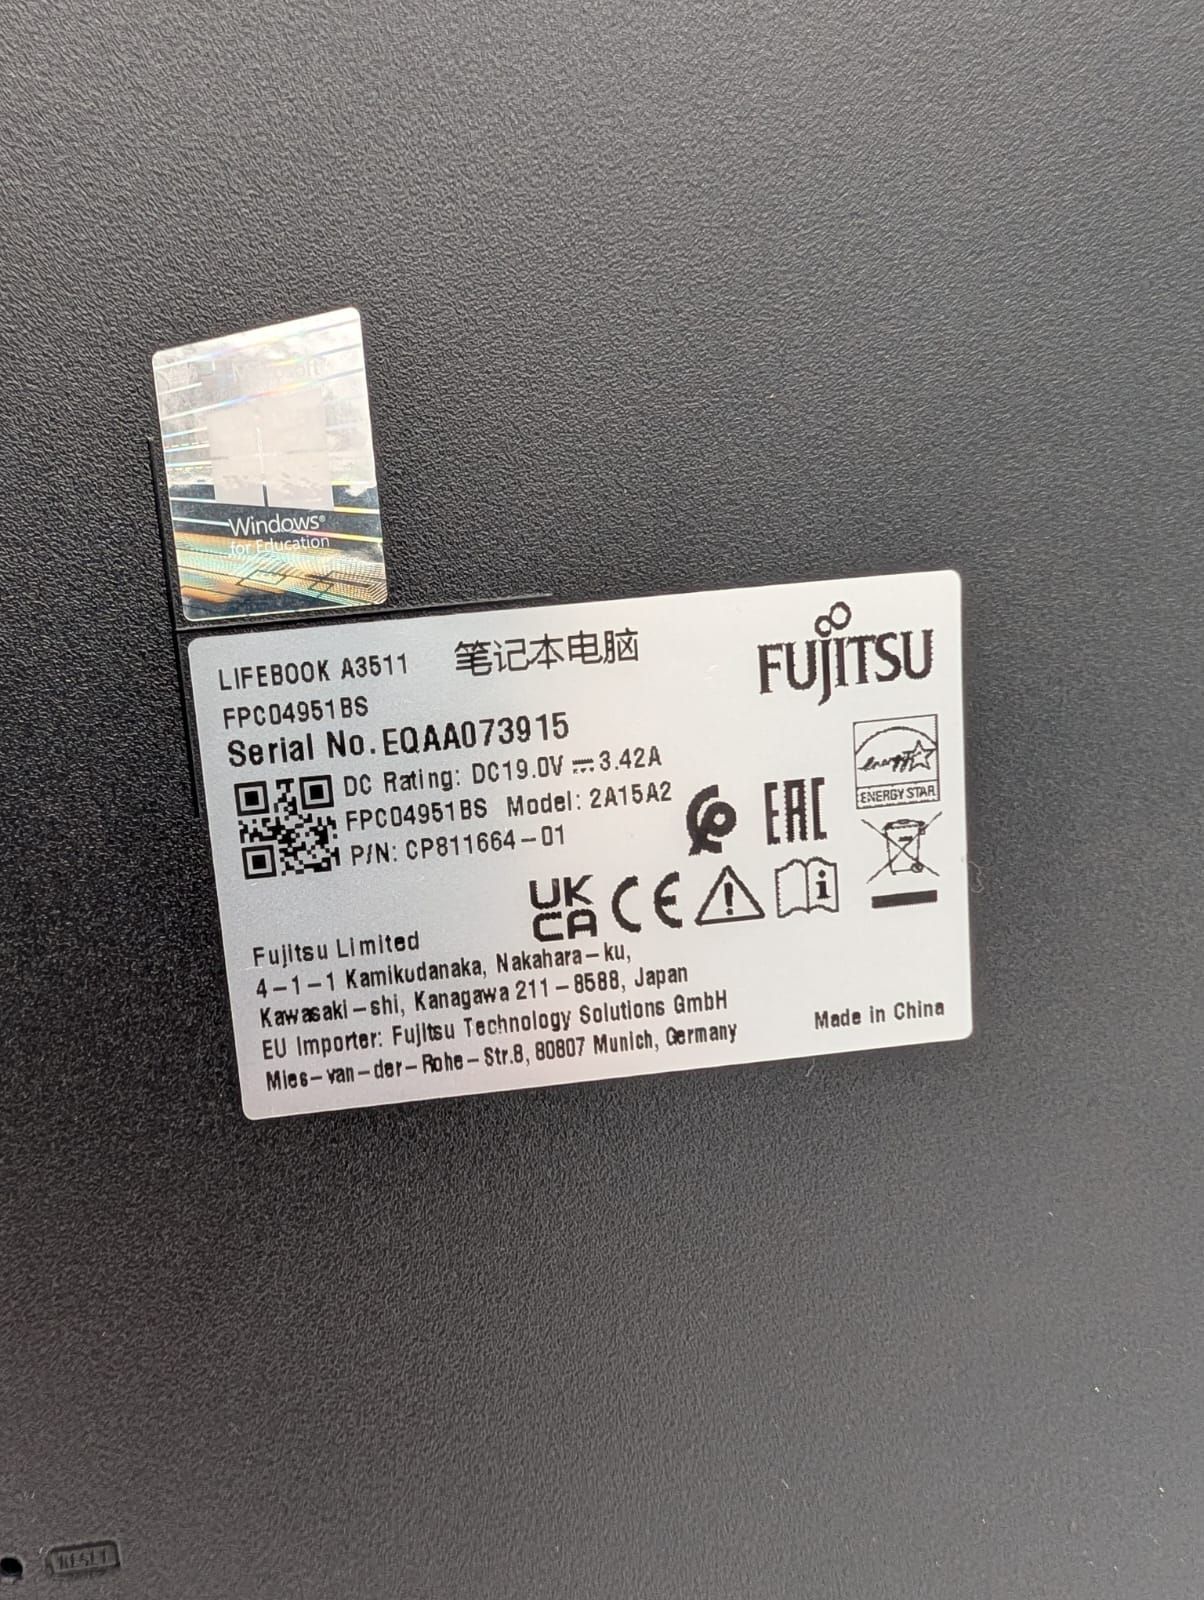 Microsoft
Windows®
for Education
LIFEBOOK A3511 笔记本电脑
FUJITSU
FPC04951BS
Serial No. EQAA073915
DC Rating: DC19.0V ⎓ 3.42A
FPC04951BS Model: 2A15A2
P/N: CP811664-01
energy
ENERGY STAR
EAC
UK
CA CE
Fujitsu Limited
4-1-1 Kamikudanaka, Nakahara-ku,
Kawasaki-shi, Kanagawa 211-8588, Japan
EU Importer: Fujitsu Technology Solutions GmbH
Mies-van-der-Rohe-Str.8, 80807 Munich, Germany
Made in China
RESET